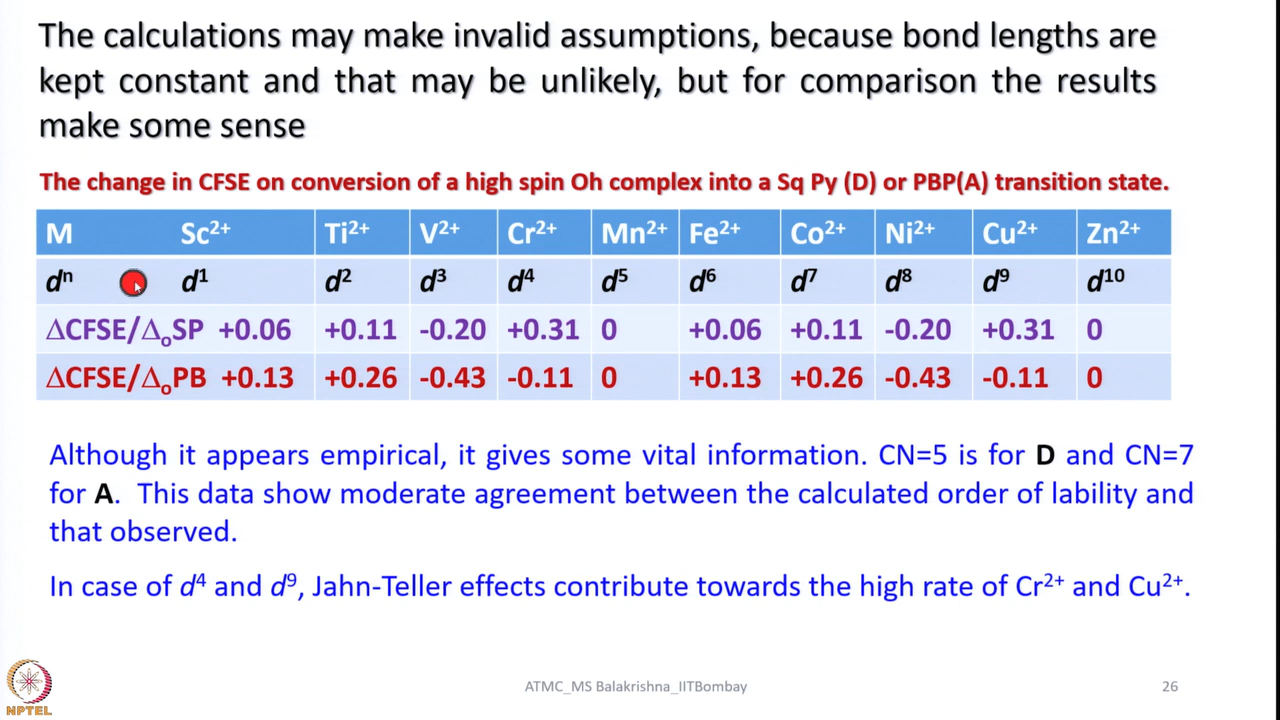 The calculations may make invalid assumptions, because bond lengths are
kept constant and that may be unlikely, but for comparison the results
make some sense
The change in CFSE on conversion of a high spin Oh complex into a Sq Py (D) or PBP(A) transition state.
M Sc²⁺ Ti²⁺ V²⁺ Cr²⁺ Mn²⁺ Fe²⁺ Co²⁺ Ni²⁺ Cu²⁺ Zn²⁺
dⁿ d¹ d² d³ d⁴ d⁵ d⁶ d⁷ d⁸ d⁹ d¹⁰
ΔCFSE/ΔₒSP +0.06 +0.11 -0.20 +0.31 0 +0.06 +0.11 -0.20 +0.31 0
ΔCFSE/ΔₒPB +0.13 +0.26 -0.43 -0.11 0 +0.13 +0.26 -0.43 -0.11 0
Although it appears empirical, it gives some vital information. CN=5 is for D and CN=7
for A. This data show moderate agreement between the calculated order of lability and
that observed.
In case of d⁴ and d⁹, Jahn-Teller effects contribute towards the high rate of Cr²⁺ and Cu²⁺.
NPTEL
ATMC_MS Balakrishna_IITBombay
26